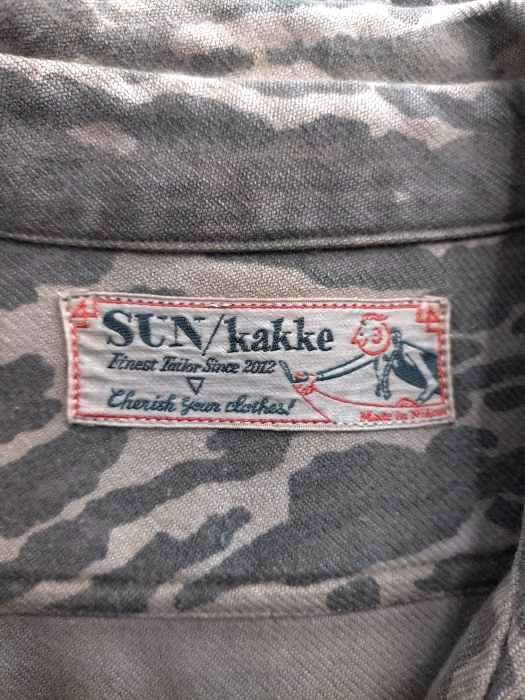 SUN/kakke
Finest Tailor Since 2012
Cherish your clothes!
Made in Nippon